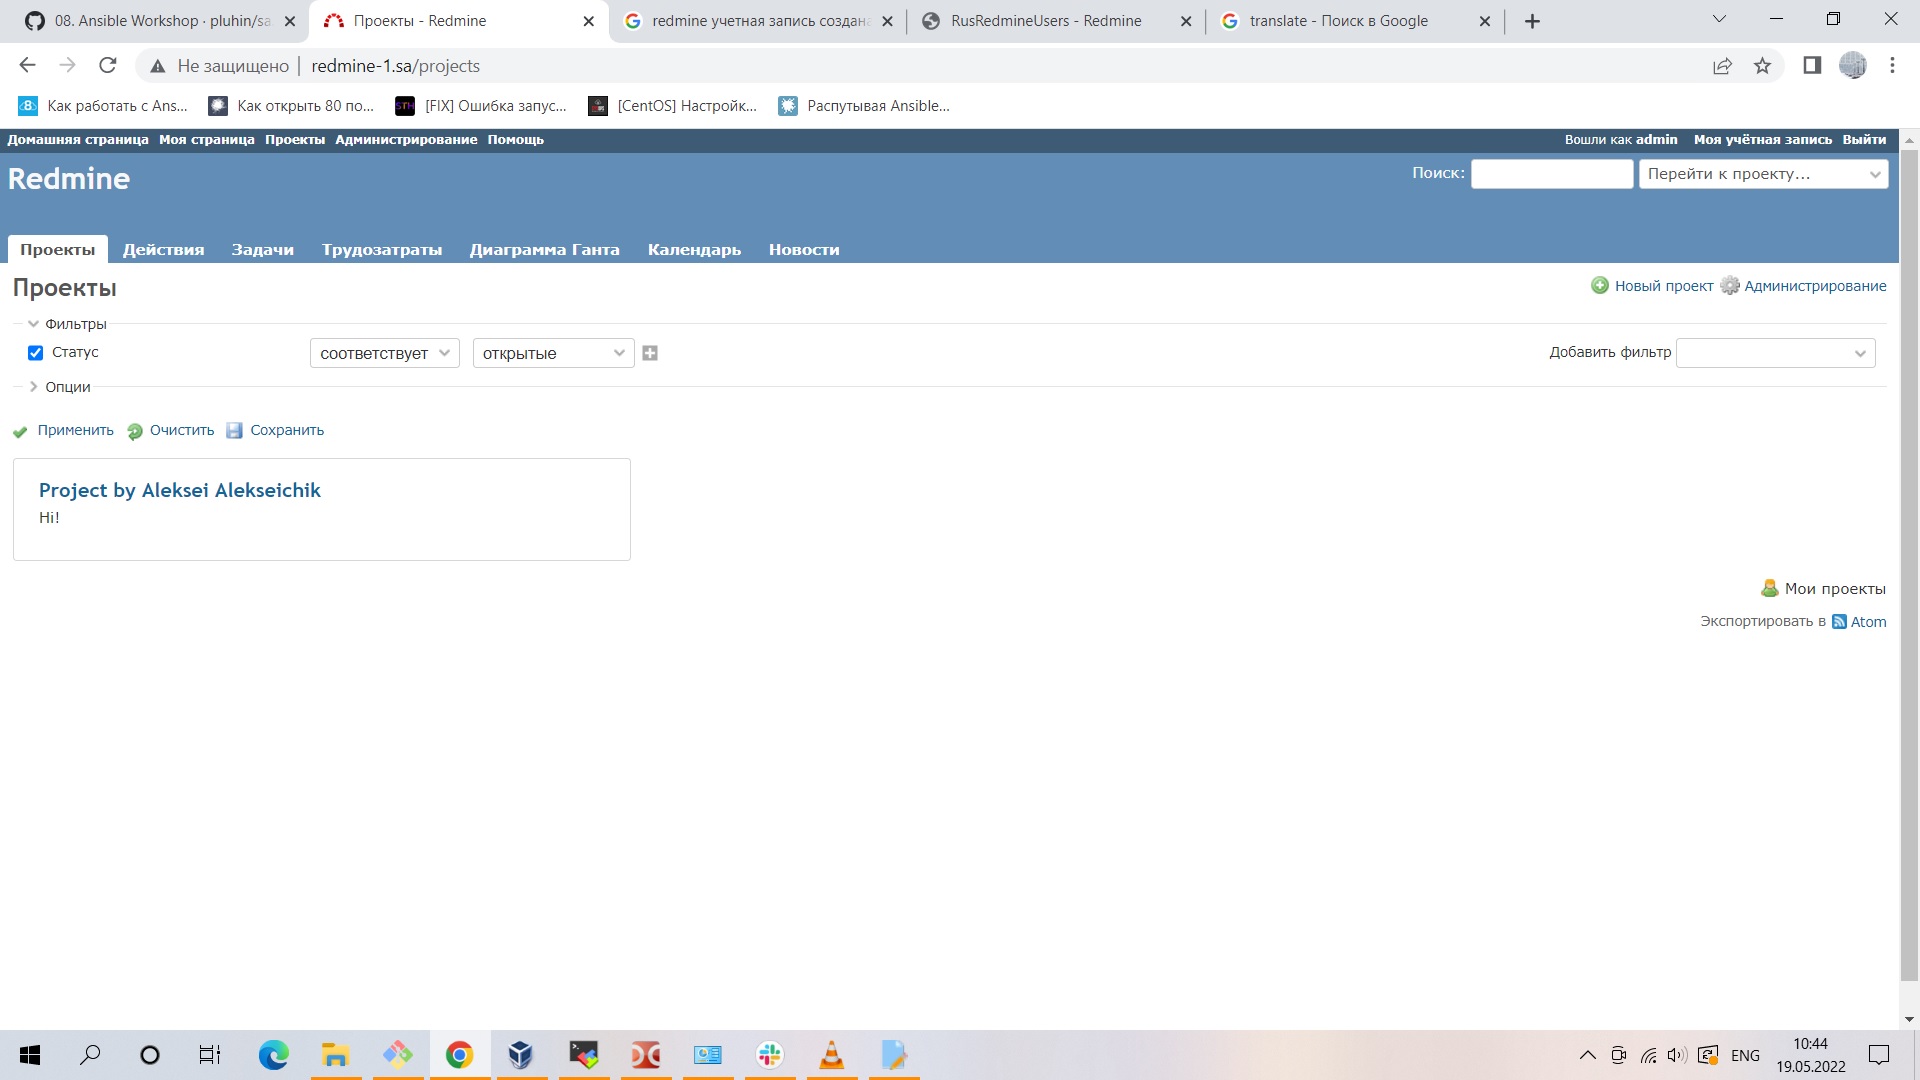 08. Ansible Workshop · pluhin/sa
Проекты - Redmine
redmine учетная запись создана
RusRedmineUsers - Redmine
translate - Поиск в Google
Не защищено | redmine-1.sa/projects
Как работать с Ans...
Как открыть 80 по...
[FIX] Ошибка запус...
[CentOS] Настройк...
Распутывая Ansible...
Домашняя страница Моя страница Проекты Администрирование Помощь
Вошли как admin Моя учётная запись Выйти
Redmine
Поиск:
Перейти к проекту...
Проекты Действия Задачи Трудозатраты Диаграмма Ганта Календарь Новости
Проекты
Новый проект Администрирование
Фильтры
Статус соответствует открытые
Добавить фильтр
Опции
Применить Очистить Сохранить
Project by Aleksei Alekseichik
Hi!
Мои проекты
Экспортировать в Atom
ENG
10:44
19.05.2022